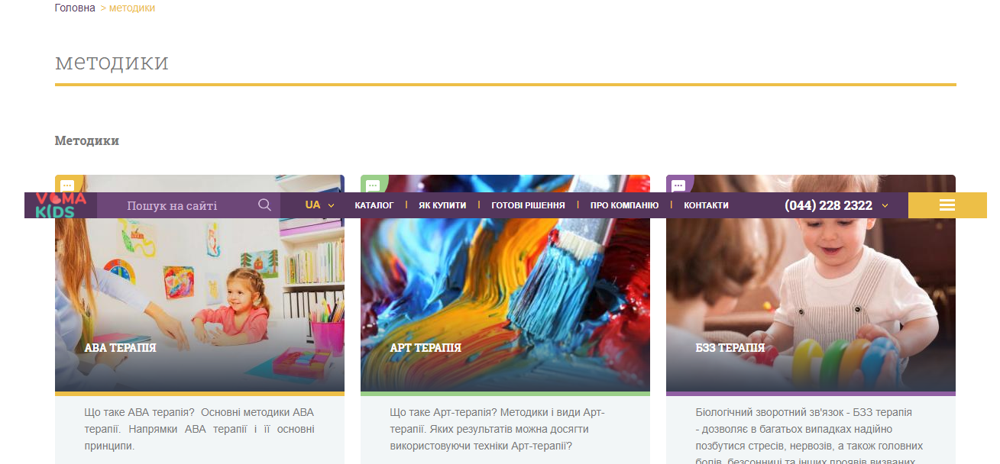 Головна > методики
методики
Методики
VOMA
KIDS
Пошук на сайті
UA
КАТАЛОГ | ЯК КУПИТИ | ГОТОВІ РІШЕННЯ | ПРО КОМПАНІЮ | КОНТАКТИ
(044) 228 2322
АВА ТЕРАПІЯ
Що таке АВА терапія? Основні методики АВА
терапії. Напрямки АВА терапії і її основні
принципи.
АРТ ТЕРАПІЯ
Що таке Арт-терапія? Методики і види Арт-
терапії. Яких результатів можна досягти
використовуючи техніки Арт-терапії?
БЗЗ ТЕРАПІЯ
Біологічний зворотній зв'язок - БЗЗ терапія
- дозволяє в багатьох випадках надійно
позбутися стресів, нервозів, а також головних
болів, безсонниці та інших проявів визваних